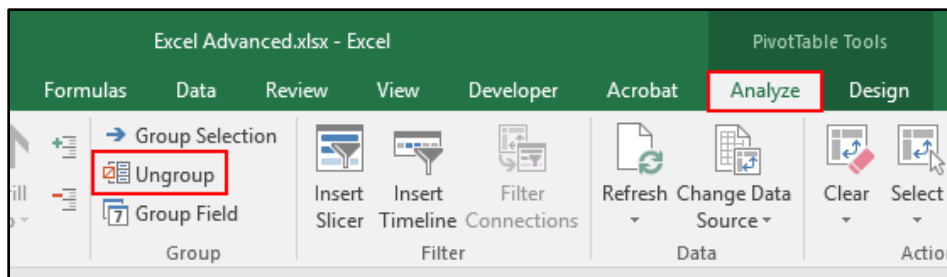 Excel Advanced.xlsx - Excel
PivotTable Tools
Formulas Data Review View Developer Acrobat Analyze Design
Group Selection
Ungroup
7 Group Field
Group
Insert Slicer
Insert Timeline
Filter Connections
Filter
Refresh
Change Data Source
Data
Clear
Select